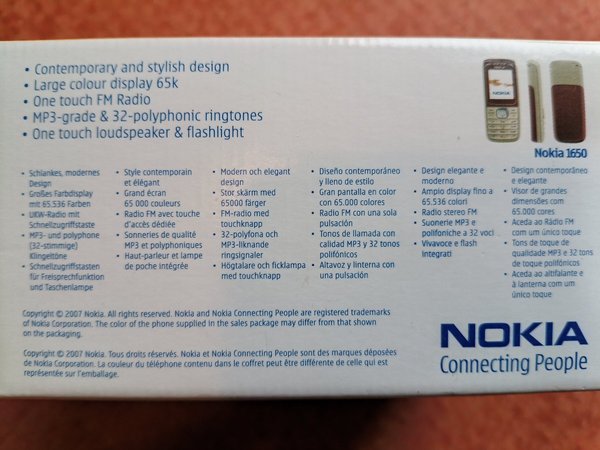 • Contemporary and stylish design
• Large colour display 65k
• One touch FM Radio
• MP3-grade & 32-polyphonic ringtones
• One touch loudspeaker & flashlight
NOKIA
Nokia 1650
• Schlankes, modernes
Design
• Großes Farbdisplay
mit 65.536 Farben
• UKW-Radio mit
Schnellzugriffstaste
• MP3- und polyphone
(32-stimmige)
Klingeltöne
• Schnellzugriffstasten
für Freisprechfunktion
und Taschenlampe
• Style contemporain
et élégant
• Grand écran
65 000 couleurs
• Radio FM avec touche
d'accès dédiée
• Sonneries de qualité
MP3 et polyphoniques
• Haut-parleur et lampe
de poche intégrée
• Modern och elegant
design
• Stor skärm med
65000 färger
• FM-radio med
touchknapp
• 32-polyfona och
MP3-liknande
ringsignaler
• Högtalare och ficklampa
med touchknapp
• Diseño contemporáneo
y lleno de estilo
• Gran pantalla en color
con 65.000 colores
• Radio FM con una sola
pulsación
• Tonos de llamada con
calidad MP3 y 32 tonos
polifónicos
• Altavoz y linterna con
una pulsación
• Design elegante e
moderno
• Ampio display fino a
65.536 colori
• Radio stereo FM
• Suonerie MP3 e
polifoniche a 32 voci
• Vivavoce e flash
integrati
• Design contemporâneo
e elegante
• Visor de grandes
dimensões com
65.000 cores
• Aceda ao Rádio FM
com um único toque
• Tons de toque de
qualidade MP3 e 32 tons
de toque polifónicos
• Aceda ao altifalante e
à lanterna com um
único toque
Copyright © 2007 Nokia. All rights reserved. Nokia and Nokia Connecting People are registered trademarks
of Nokia Corporation. The color of the phone supplied in the sales package may differ from that shown
on the packaging.
Copyright © 2007 Nokia. Tous droits réservés. Nokia et Nokia Connecting People sont des marques déposées
de Nokia Corporation. La couleur du téléphone contenu dans le coffret peut être différente de celle qui est
représentée sur l'emballage.
NOKIA
Connecting People